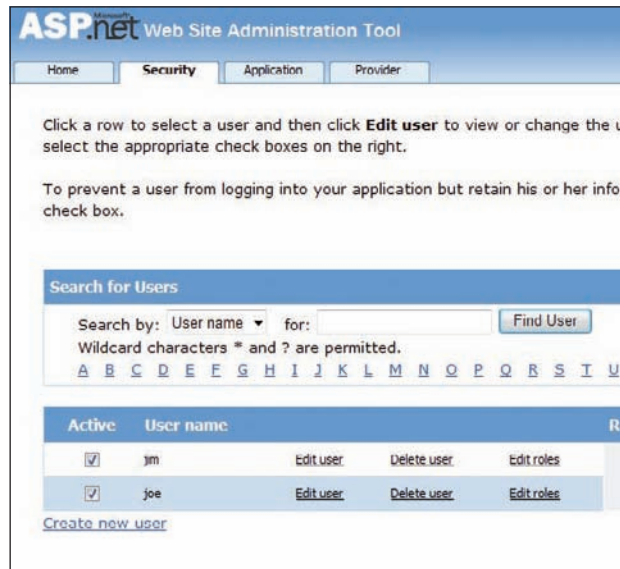 Microsoft
ASP.net Web Site Administration Tool
Home Security Application Provider
Click a row to select a user and then click Edit user to view or change the u
select the appropriate check boxes on the right.
To prevent a user from logging into your application but retain his or her info
check box.
Search for Users
Search by: User name for: Find User
Wildcard characters * and ? are permitted.
A B C D E F G H I J K L M N O P Q R S T U
Active User name R
jim Edit user Delete user Edit roles
joe Edit user Delete user Edit roles
Create new user